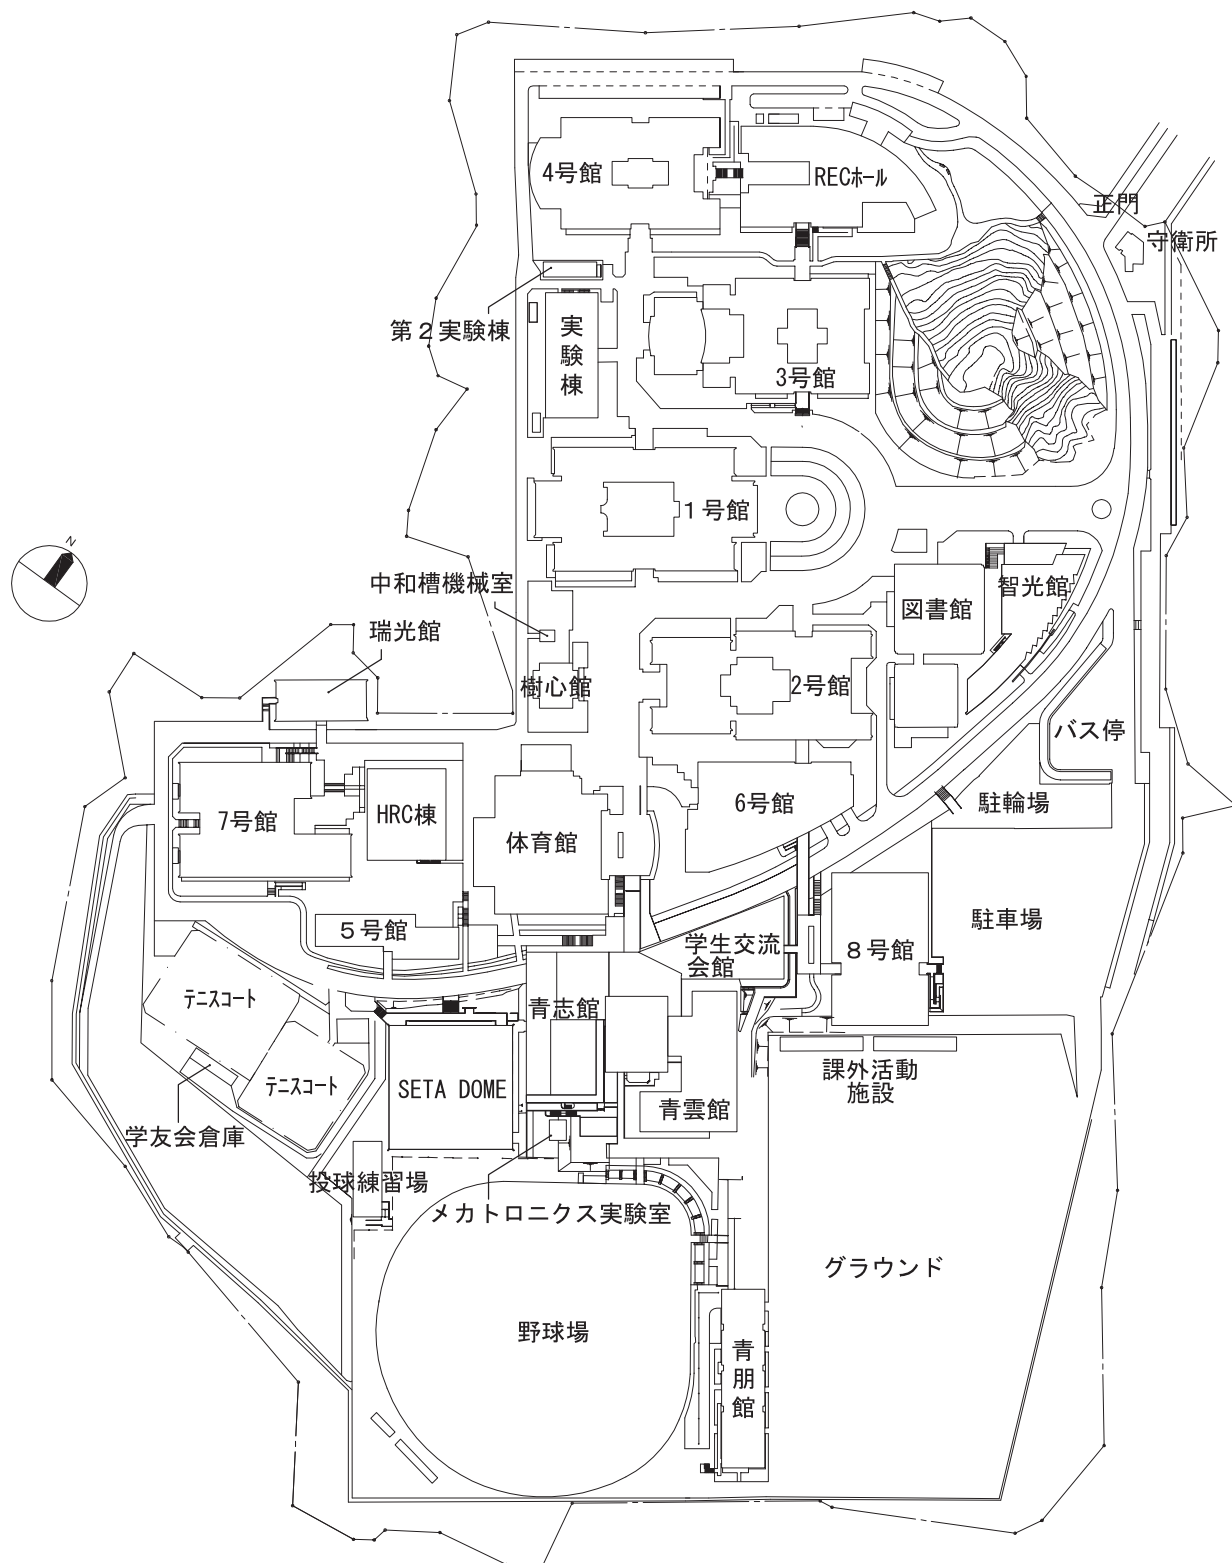 4号館
RECホール
正門
守衛所
第２実験棟
実験棟
3号館
１号館
N
中和槽機械室
図書館
智光館
瑞光館
樹心館
2号館
バス停
7号館
HRC棟
体育館
6号館
駐輪場
５号館
学生交流
会館
８号館
駐車場
テニスコート
青志館
テニスコート
SETA DOME
課外活動
施設
青雲館
学友会倉庫
投球練習場
メカトロニクス実験室
グラウンド
野球場
青朋館